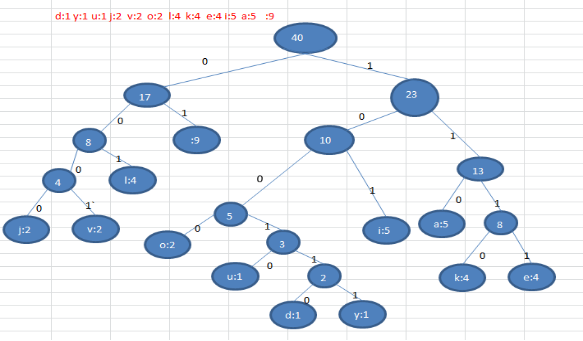 d:1 y:1 u:1 j:2 v:2 o:2 l:4 k:4 e:4 i:5 a:5 :9
40
0 1
17 23
0 1 0 1
8 :9 10 13
0 1 0 1 0 1
4 l:4 5 i:5 a:5 8
0 1` 0 1 0 1
j:2 v:2 o:2 3 k:4 e:4
0 1
u:1 2
0 1
d:1 y:1